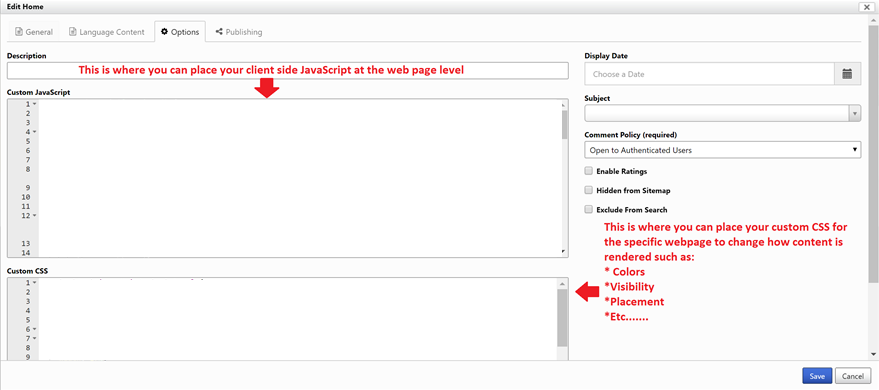 Edit Home
General
Language Content
Options
Publishing
Description
This is where you can place your client side JavaScript at the web page level
Custom JavaScript
1
2
3
4
5
6
7
8
9
10
11
12
13
14
Custom CSS
1
2
3
4
5
6
7
8
9
Display Date
Choose a Date
Subject
Comment Policy (required)
Open to Authenticated Users
Enable Ratings
Hidden from Sitemap
Exclude From Search
This is where you can place your custom CSS for
the specific webpage to change how content is
rendered such as:
* Colors
*Visibility
*Placement
*Etc.......
Save
Cancel